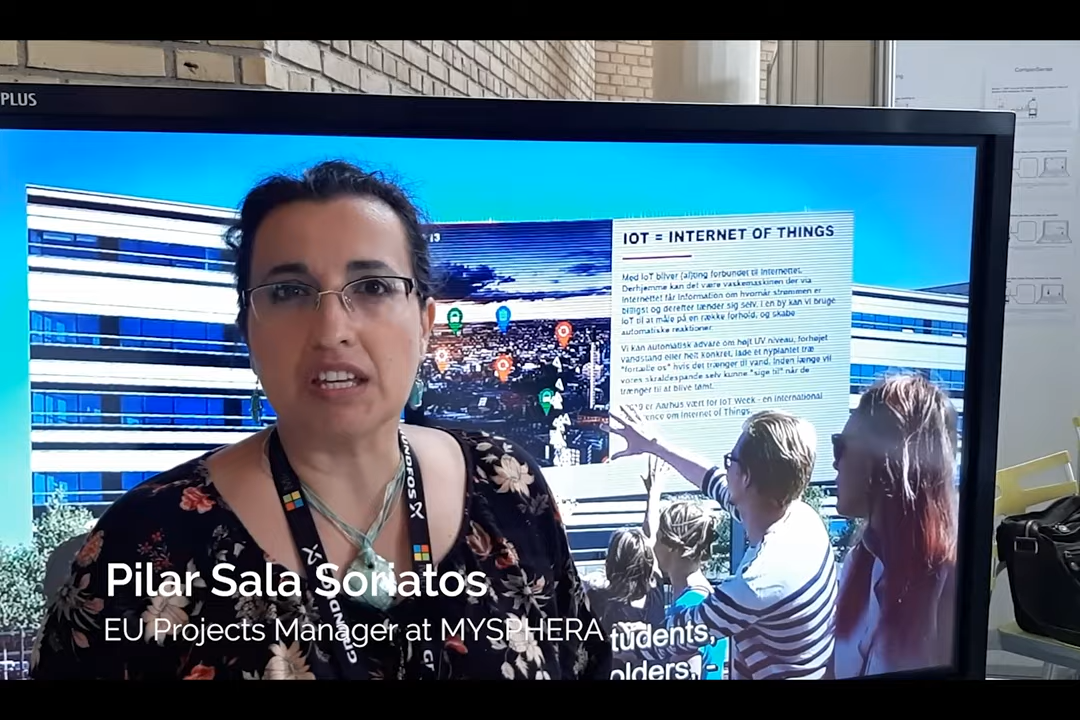 PLUS
IOT = INTERNET OF THINGS
Med IoT bliver (al)ting forbundet til Internettet.
Derhjemme kan det være vaskemaskinen der via
Internettet får information om hvornår strømmen er
billigst og derefter tænder sig selv. I en by kan vi bruge
IoT til at måle på en række forhold, og skabe
automatiske reaktioner.
Vi kan automatisk advare om højt UV niveau, forhøjet
vandstand eller helt konkret, lade et nyplantet træ
"fortælle os" hvis det trænger til vand. Inden længe vil
vores skraldespande selv kunne "sige til" når de
trænger til at blive tømt.
er Aarhus vært for IoT Week - en international
om Internet of Things.
GRUNDFOS
Pilar Sala Soriatos
EU Projects Manager at MYSPHERA
tudents,
olders,